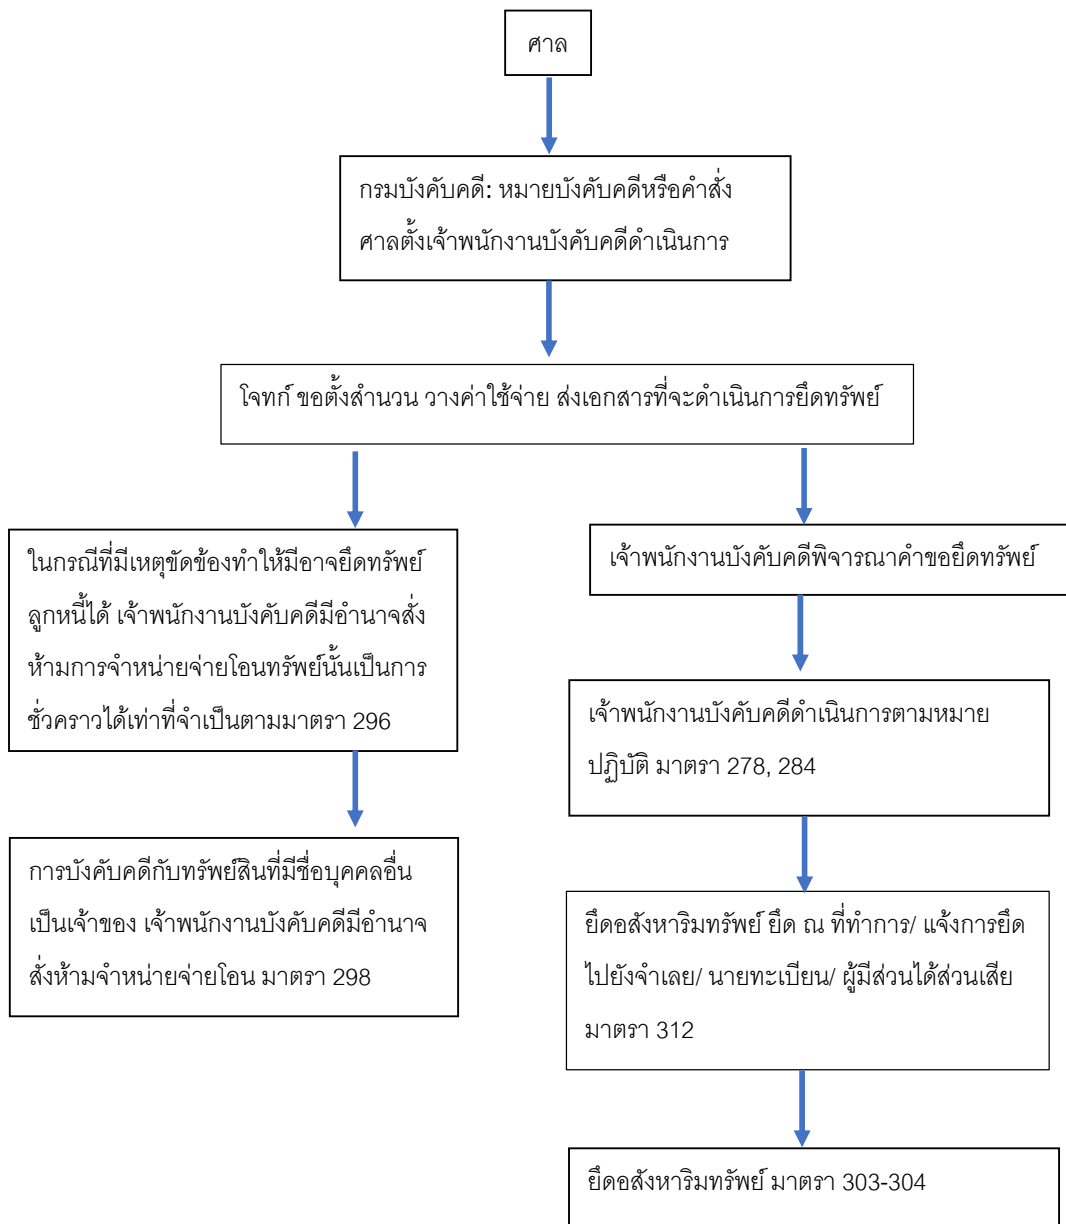 ศาล
กรมบังคับคดี: หมายบังคับคดีหรือคำสั่ง
ศาลตั้งเจ้าพนักงานบังคับคดีดำเนินการ
โจทก์ ขอตั้งสำนวน วางค่าใช้จ่าย ส่งเอกสารที่จะดำเนินการยึดทรัพย์
ในกรณีที่มีเหตุขัดข้องทำให้มีอาจยึดทรัพย์
ลูกหนี้ได้ เจ้าพนักงานบังคับคดีมีอำนาจสั่ง
ห้ามการจำหน่ายจ่ายโอนทรัพย์นั้นเป็นการ
ชั่วคราวได้เท่าที่จำเป็นตามมาตรา 296
การบังคับคดีกับทรัพย์สินที่มีชื่อบุคคลอื่น
เป็นเจ้าของ เจ้าพนักงานบังคับคดีมีอำนาจ
สั่งห้ามจำหน่ายจ่ายโอน มาตรา 298
เจ้าพนักงานบังคับคดีพิจารณาคำขอยึดทรัพย์
เจ้าพนักงานบังคับคดีดำเนินการตามหมาย
ปฏิบัติ มาตรา 278, 284
ยึดอสังหาริมทรัพย์ ยึด ณ ที่ทำการ/ แจ้งการยึด
ไปยังจำเลย/ นายทะเบียน/ ผู้มีส่วนได้ส่วนเสีย
มาตรา 312
ยึดอสังหาริมทรัพย์ มาตรา 303-304